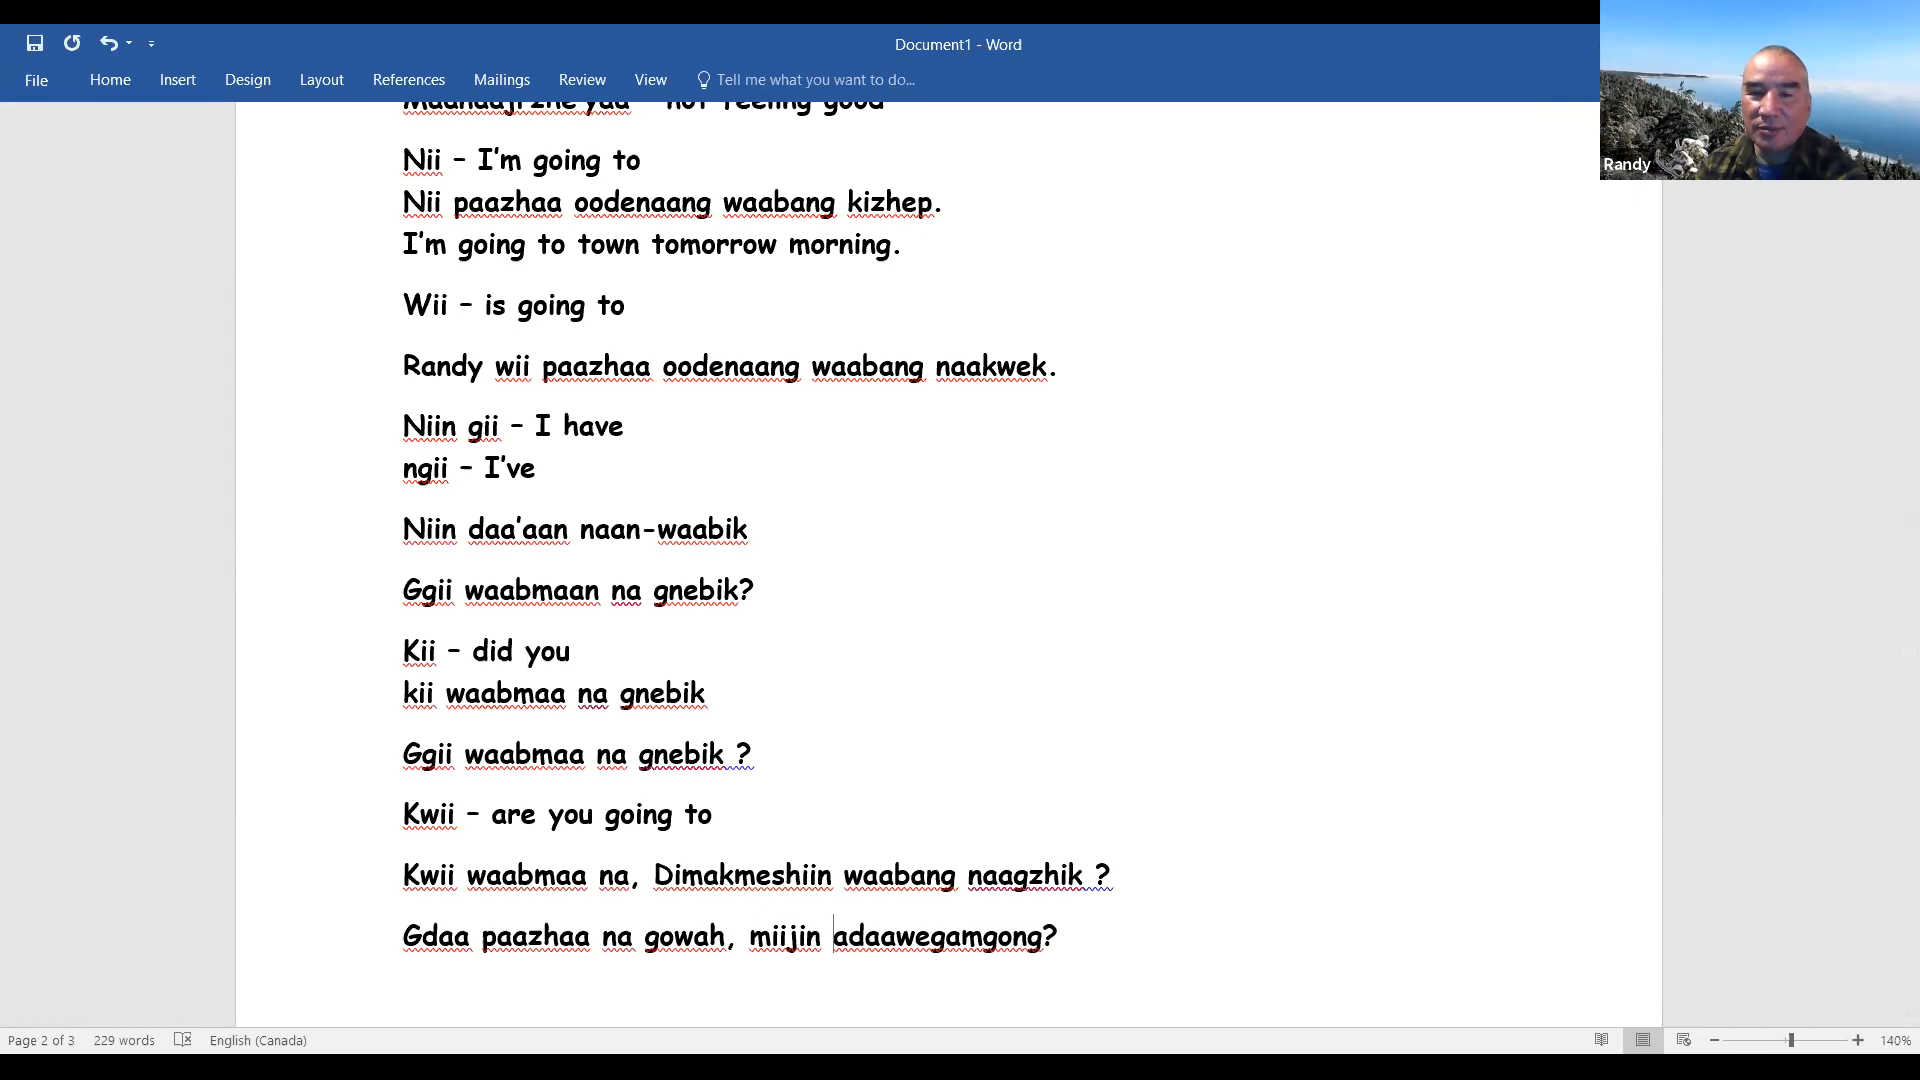 Document1 - Word
File Home Insert Design Layout References Mailings Review View Tell me what you want to do...
Randy
not feeling good
Nii – I'm going to
Nii paazhaa oodenaang waabang kizhep.
I'm going to town tomorrow morning.
Wii – is going to
Randy wii paazhaa oodenaang waabang naakwek.
Niin gii – I have
ngii – I've
Niin daa'aan naan-waabik
Ggii waabmaan na gnebik?
Kii – did you
kii waabmaa na gnebik
Ggii waabmaa na gnebik ?
Kwii – are you going to
Kwii waabmaa na, Dimakmeshiin waabang naagzhik ?
Gdaa paazhaa na gowah, miijin adaawegamgong?
Page 2 of 3 229 words English (Canada) 140%